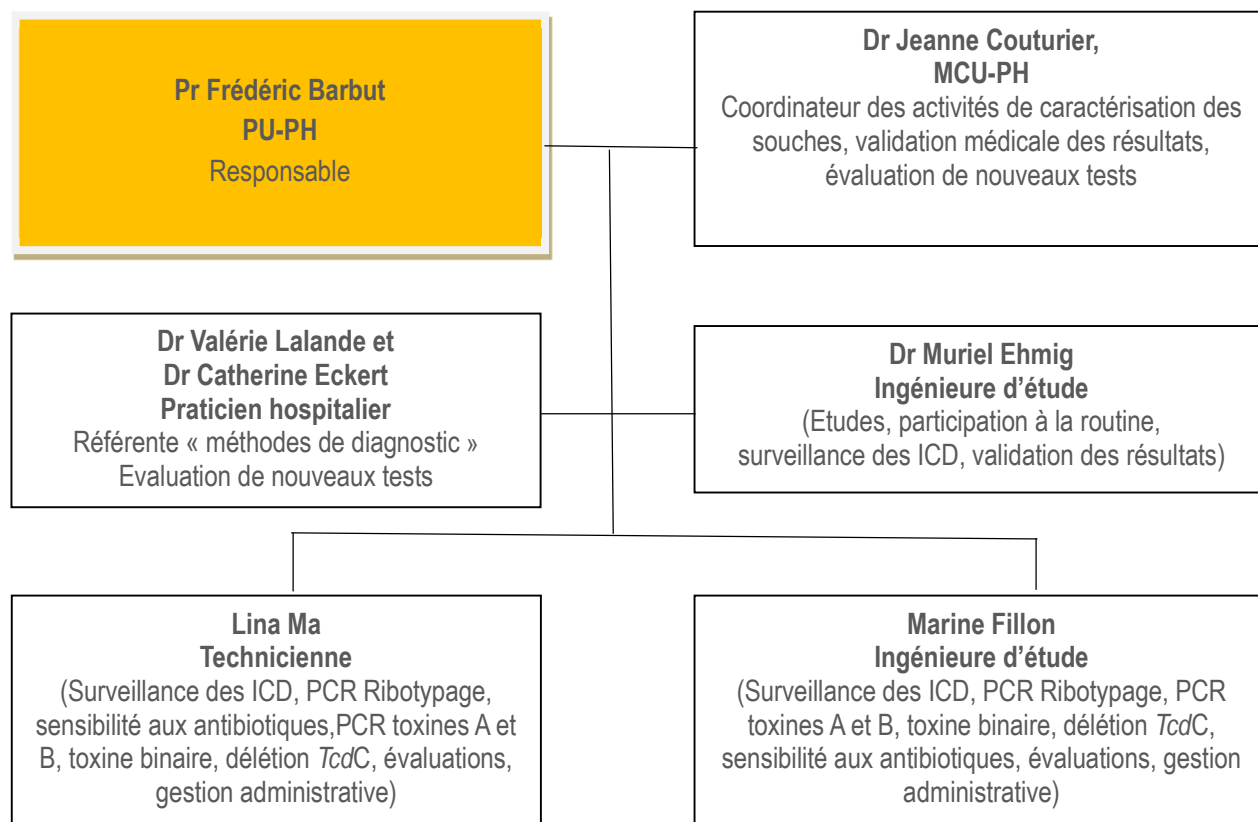 Pr Frédéric Barbut
PU-PH
Responsable
Dr Jeanne Couturier,
MCU-PH
Coordinateur des activités de caractérisation des
souches, validation médicale des résultats,
évaluation de nouveaux tests
Dr Valérie Lalande et
Dr Catherine Eckert
Praticien hospitalier
Référente « méthodes de diagnostic »
Evaluation de nouveaux tests
Dr Muriel Ehmig
Ingénieure d’étude
(Etudes, participation à la routine,
surveillance des ICD, validation des résultats)
Lina Ma
Technicienne
(Surveillance des ICD, PCR Ribotypage,
sensibilité aux antibiotiques,PCR toxines A et
B, toxine binaire, délétion TcdC, évaluations,
gestion administrative)
Marine Fillon
Ingénieure d’étude
(Surveillance des ICD, PCR Ribotypage, PCR
toxines A et B, toxine binaire, délétion TcdC,
sensibilité aux antibiotiques, évaluations, gestion
administrative)